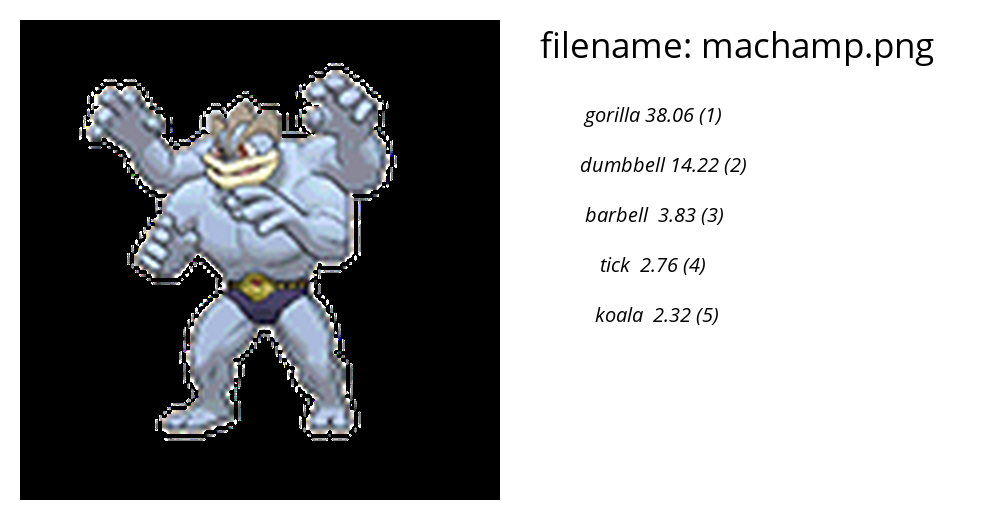 filename: machamp.png
gorilla 38.06 (1)
dumbbell 14.22 (2)
barbell 3.83 (3)
tick 2.76 (4)
koala 2.32 (5)